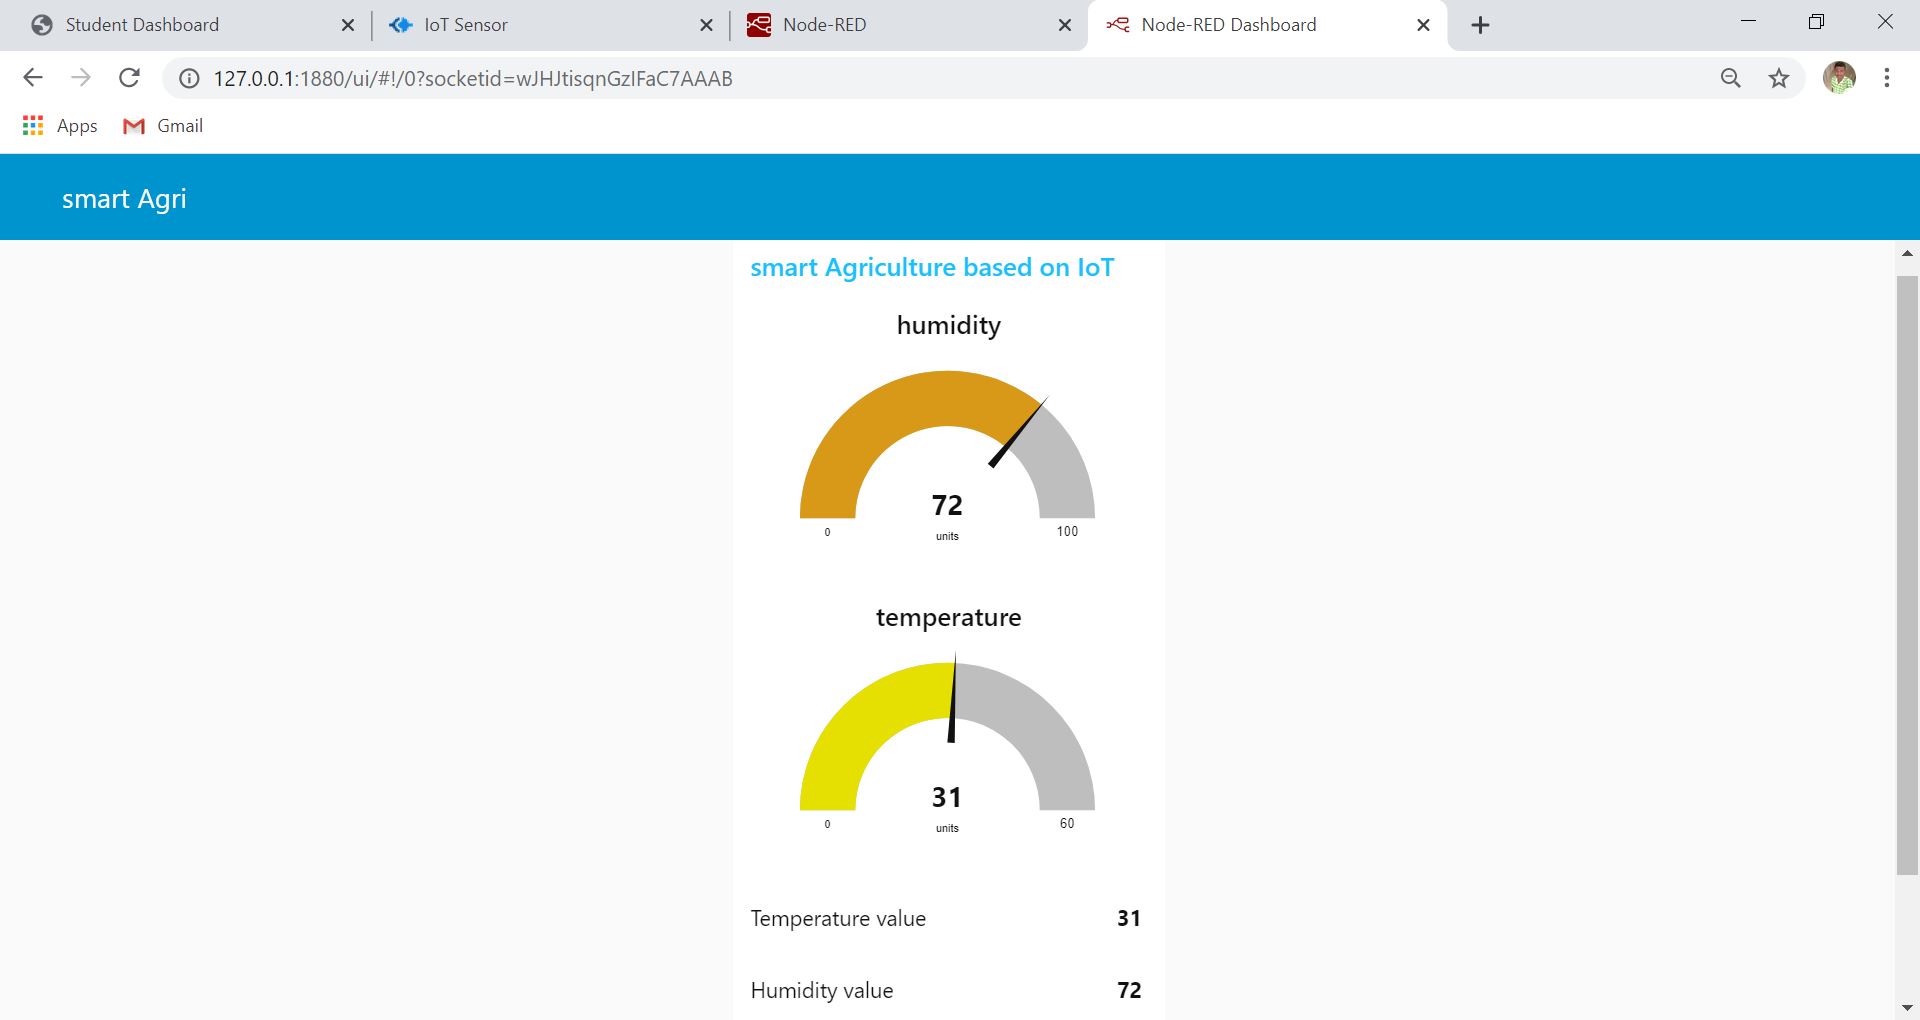 Student Dashboard
IoT Sensor
Node-RED
Node-RED Dashboard
127.0.0.1:1880/ui/#!/0?socketid=wJHJtisqnGzIFaC7AAAB
Apps
Gmail
smart Agri
smart Agriculture based on IoT
humidity
72
units
0
100
temperature
31
units
0
60
Temperature value 31
Humidity value 72